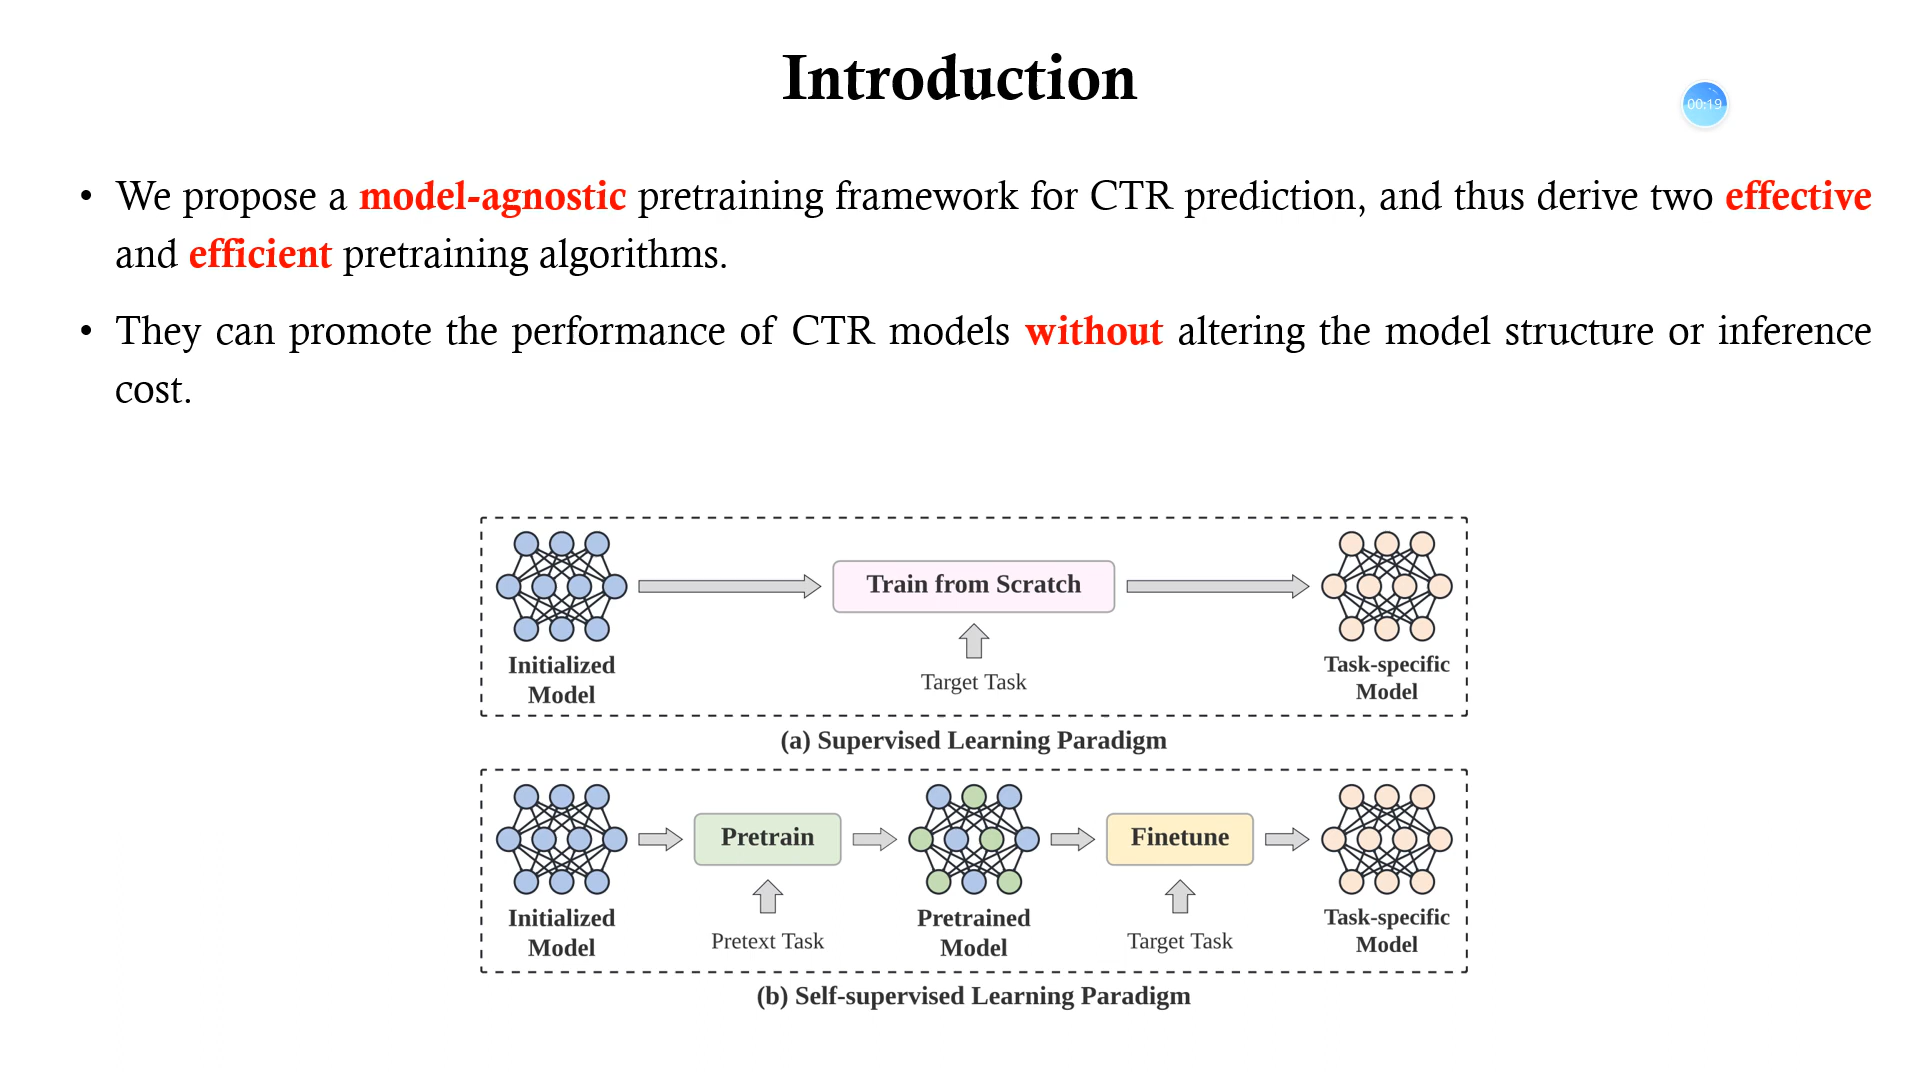 Introduction
00:19
• We propose a model-agnostic pretraining framework for CTR prediction, and thus derive two effective
and efficient pretraining algorithms.
• They can promote the performance of CTR models without altering the model structure or inference
cost.
Train from Scratch
Initialized
Model
Target Task
Task-specific
Model
(a) Supervised Learning Paradigm
Pretrain
Finetune
Initialized
Model
Pretext Task
Pretrained
Model
Target Task
Task-specific
Model
(b) Self-supervised Learning Paradigm